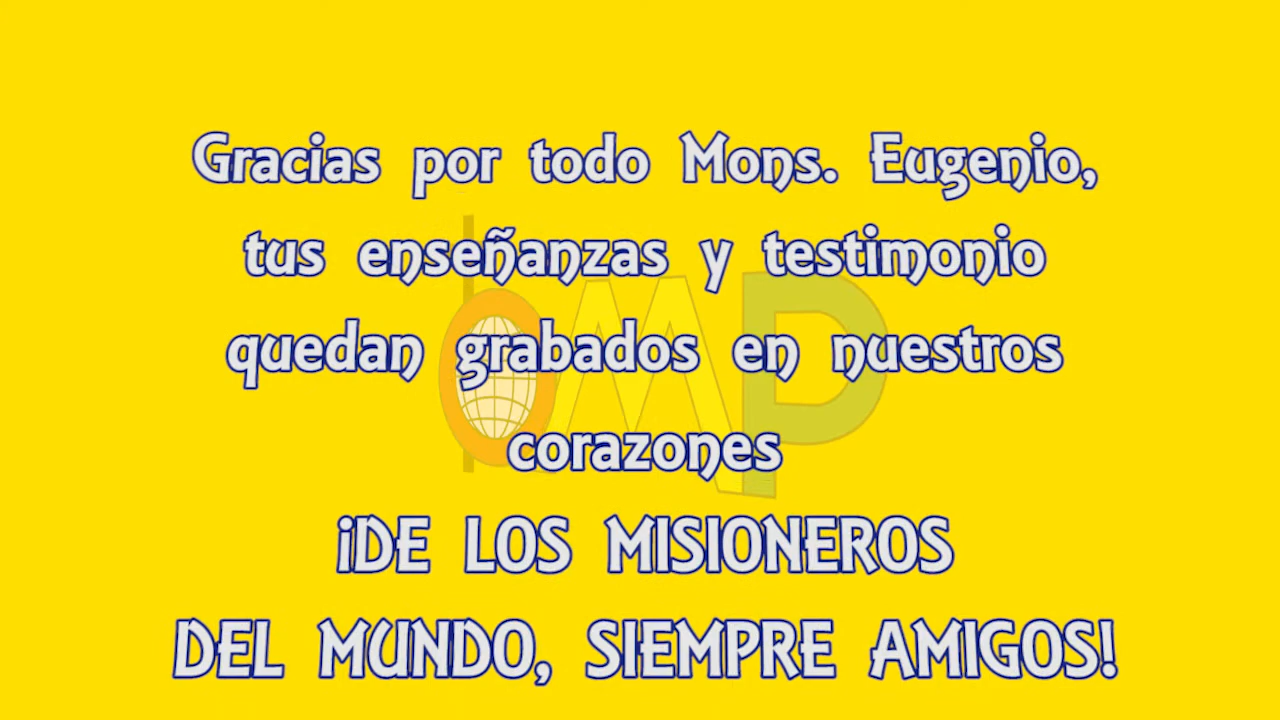 Gracias por todo Mons. Eugenio,
tus enseñanzas y testimonio
quedan grabados en nuestros
corazones
¡DE LOS MISIONEROS
DEL MUNDO, SIEMPRE AMIGOS!
OMP